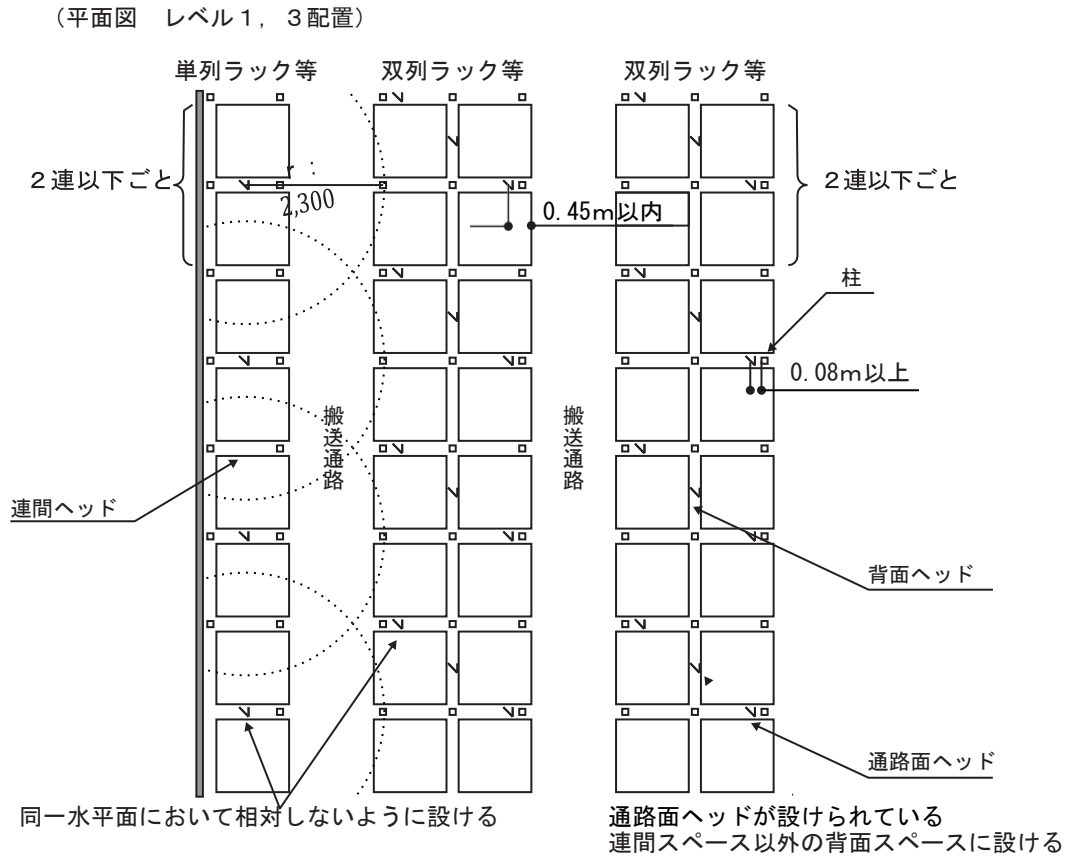 (平面図　レベル1，3配置)
単列ラック等
双列ラック等
双列ラック等
2連以下ごと
r :
2,300
0.45m以内
2連以下ごと
柱
0.08m以上
搬送通路
搬送通路
連間ヘッド
背面ヘッド
通路面ヘッド
同一水平面において相対しないように設ける
通路面ヘッドが設けられている
連間スペース以外の背面スペースに設ける